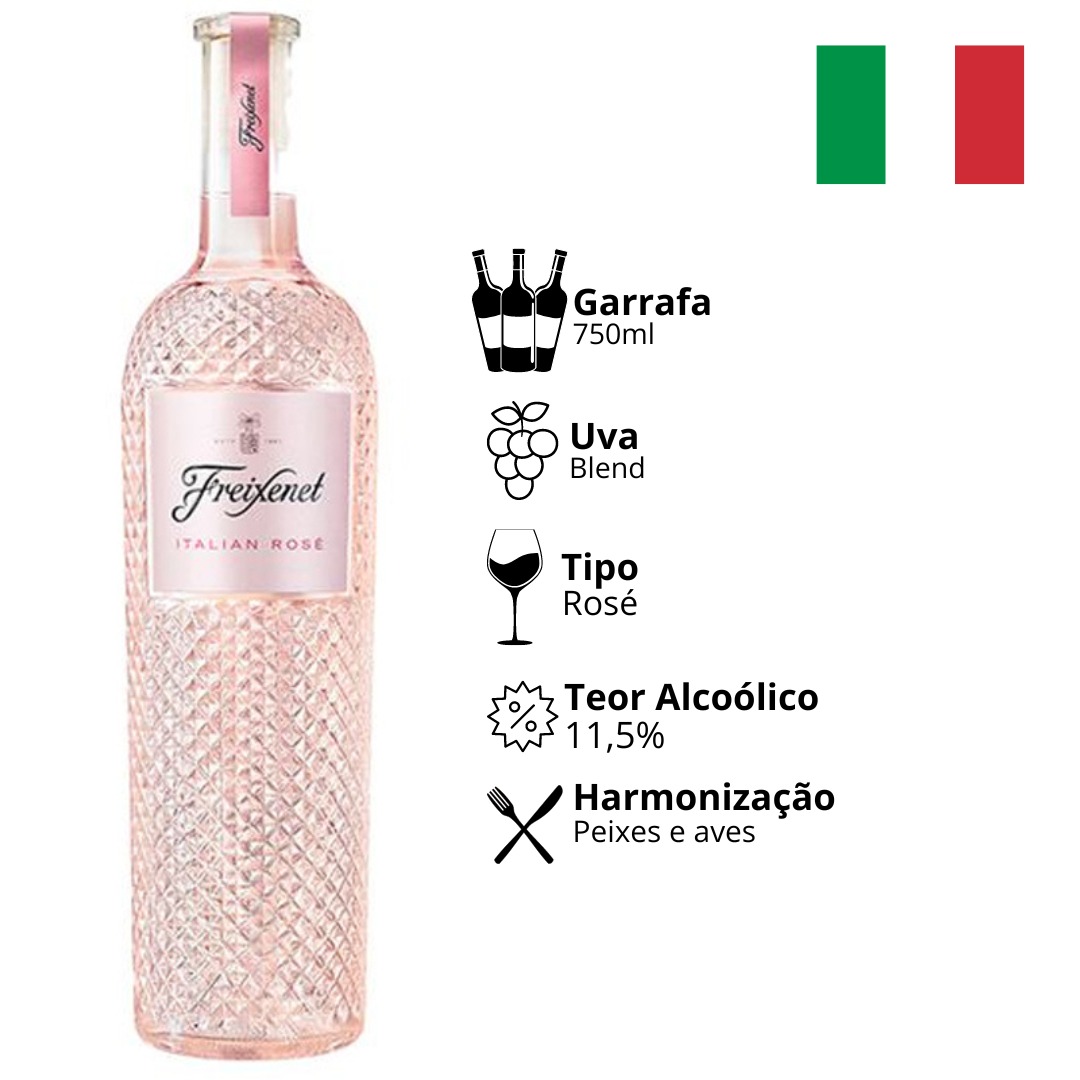 Freixenet
Freixenet
ITALIAN ROSÉ
Garrafa
750ml
Uva
Blend
Tipo
Rosé
%
Teor Alcoólico
11,5%
Harmonização
Peixes e aves